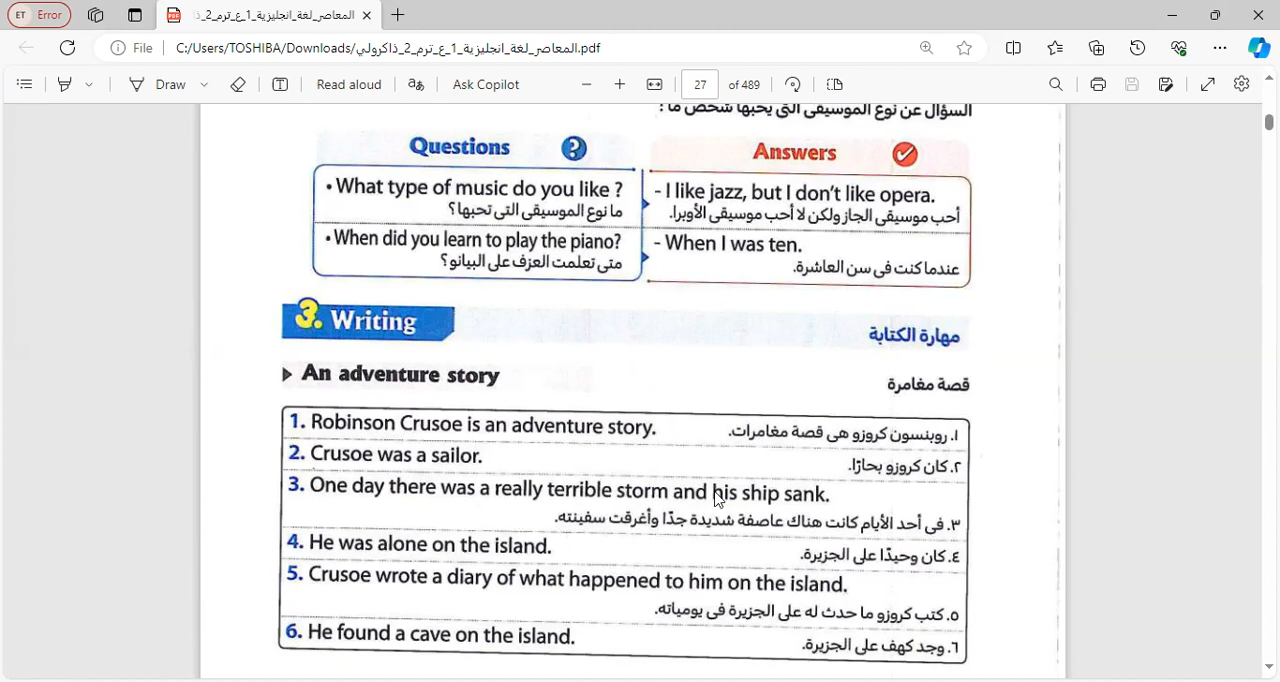 ET Error
المعاصر_لغة_انجليزية_1_ع_ترم_2_ذ
File C:/Users/TOSHIBA/Downloads/المعاصر_لغة_انجليزية_1_ع_ترم_2_ذاكرولي.pdf
Draw Read aloud Ask Copilot 27 of 489
السؤال عن نوع الموسيقى التى يحبها شخص ما :
Questions ? Answers
• What type of music do you like ? - I like jazz, but I don't like opera.
ما نوع الموسيقى التى تحبها؟ أحب موسيقى الجاز ولكن لا أحب موسيقى الأوبرا.
• When did you learn to play the piano? - When I was ten.
متى تعلمت العزف على البيانو؟ عندما كنت فى سن العاشرة.
3. Writing مهارة الكتابة
An adventure story قصة مغامرة
1. Robinson Crusoe is an adventure story. ١. روبنسون كروزو هى قصة مغامرات.
2. Crusoe was a sailor. ٢. كان كروزو بحارًا.
3. One day there was a really terrible storm and his ship sank.
٣. فى أحد الأيام كانت هناك عاصفة شديدة جدًا وأغرقت سفينته.
4. He was alone on the island. ٤. كان وحيدًا على الجزيرة.
5. Crusoe wrote a diary of what happened to him on the island.
٥. كتب كروزو ما حدث له على الجزيرة فى يومياته.
6. He found a cave on the island. ٦. وجد كهف على الجزيرة.